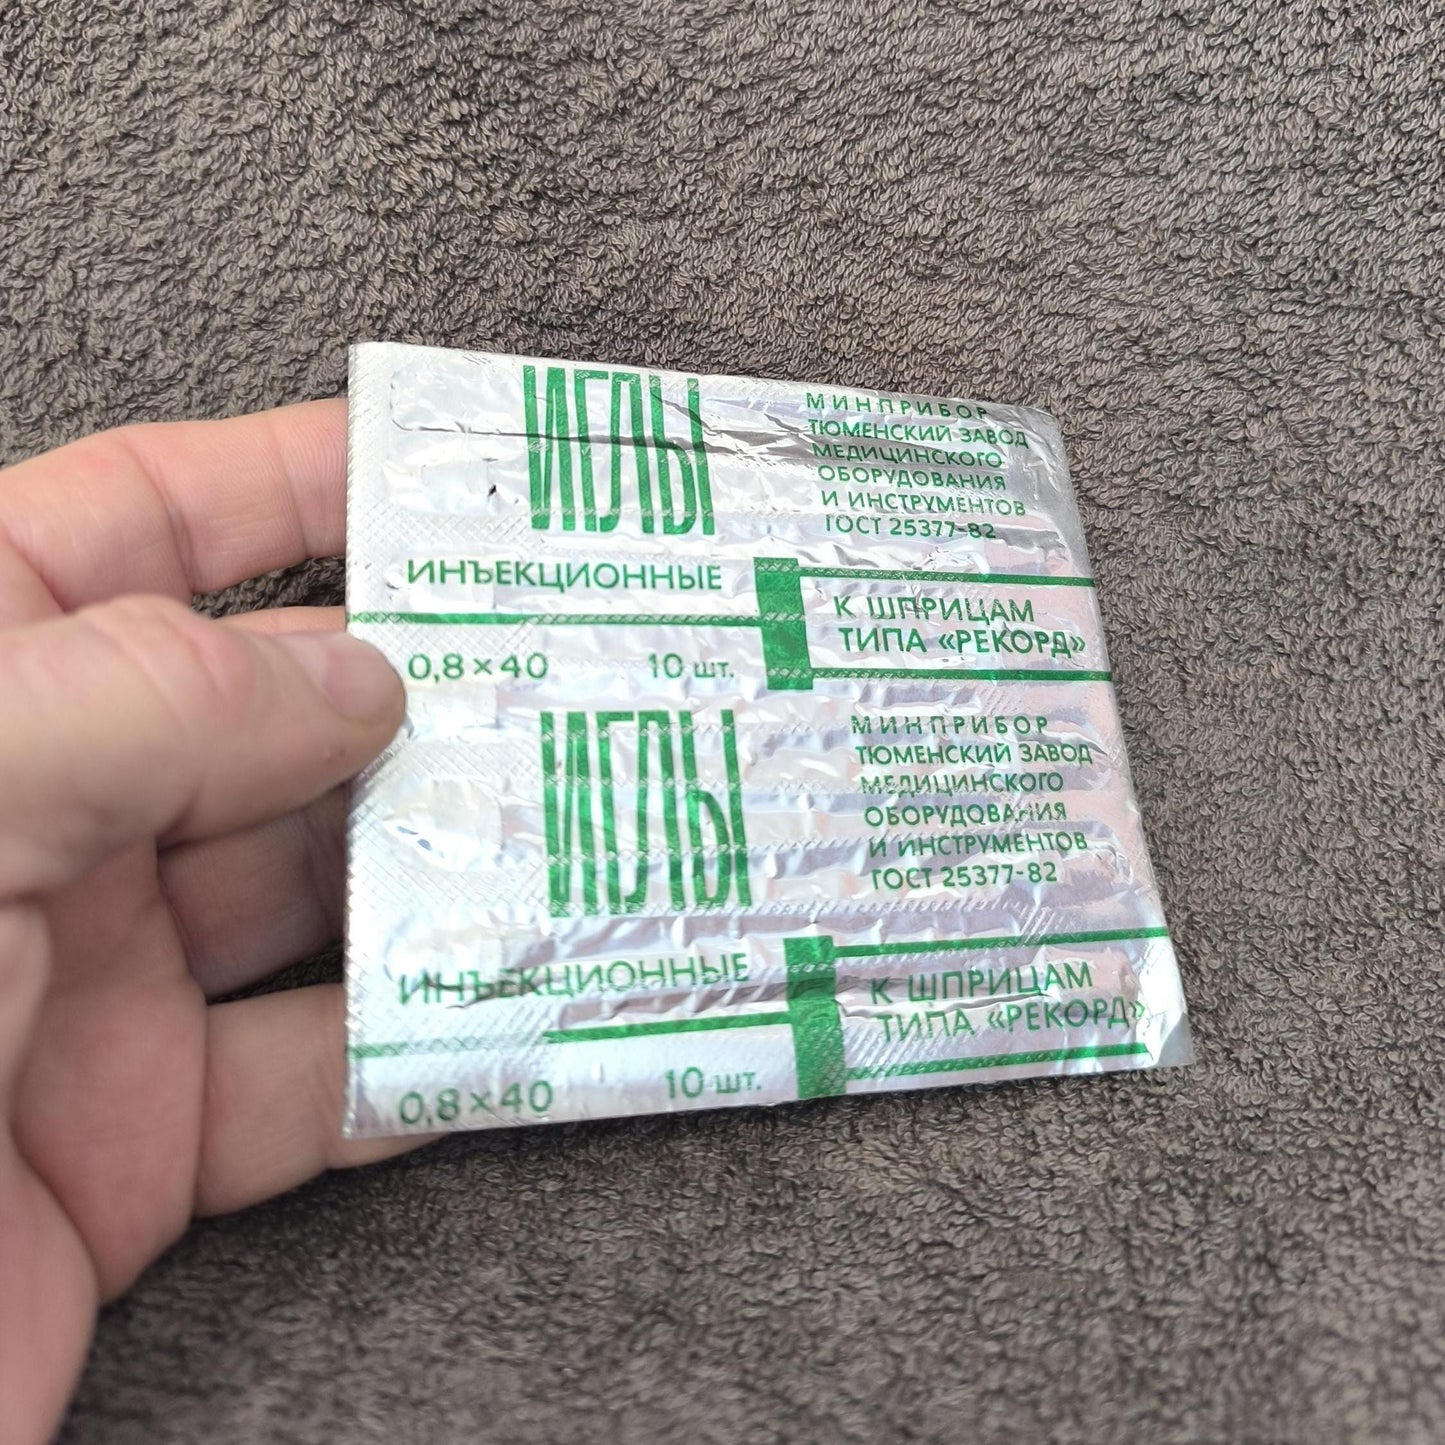 ИГЛЫ
МИНПРИБОР
ТЮМЕНСКИЙ ЗАВОД
МЕДИЦИНСКОГО
ОБОРУДОВАНИЯ
И ИНСТРУМЕНТОВ
ГОСТ 25377-82
ИНЪЕКЦИОННЫЕ
К ШПРИЦАМ
ТИПА «РЕКОРД»
0,8×40 10 шт.
ИГЛЫ
МИНПРИБОР
ТЮМЕНСКИЙ ЗАВОД
МЕДИЦИНСКОГО
ОБОРУДОВАНИЯ
И ИНСТРУМЕНТОВ
ГОСТ 25377-82
ИНЪЕКЦИОННЫЕ
К ШПРИЦАМ
ТИПА «РЕКОРД»
0,8×40 10 шт.